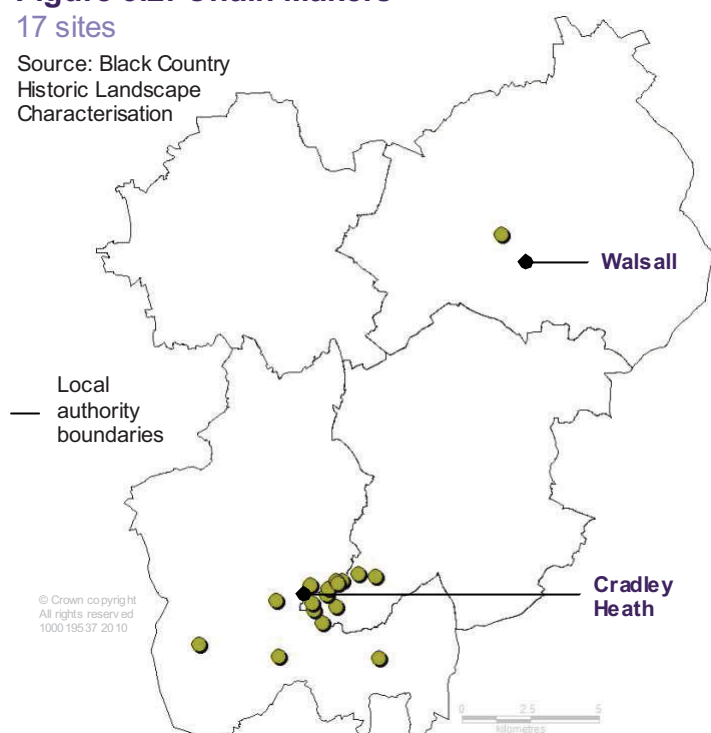 17 sites
Source: Black Country
Historic Landscape
Characterisation
Walsall
Local
authority
boundaries
© Crown copyright
All rights reserved
100019537 2010
Cradley
Heath
0 2.5 5
kilometres